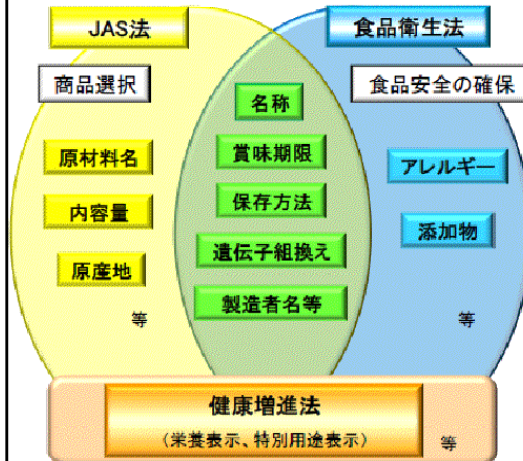 JAS法
食品衛生法
商品選択
食品安全の確保
名称
原材料名
賞味期限
アレルギー
内容量
保存方法
添加物
原産地
遺伝子組換え
製造者名等
等
等
健康増進法
(栄養表示、特別用途表示)
等